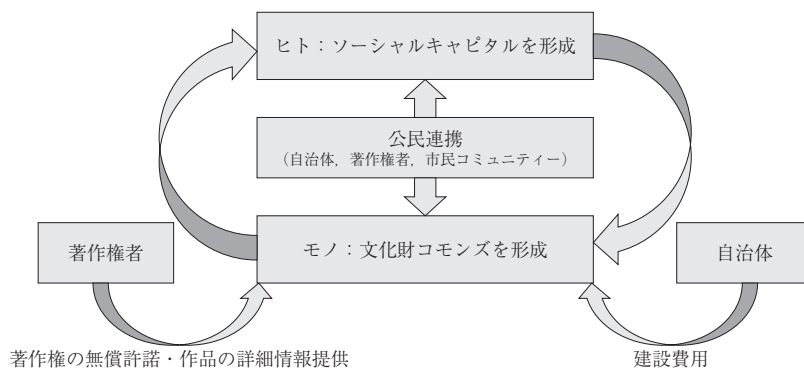 ヒト：ソーシャルキャピタルを形成
公民連携
（自治体，著作権者，市民コミュニティー）
著作権者
モノ：文化財コモンズを形成
自治体
著作権の無償許諾・作品の詳細情報提供
建設費用